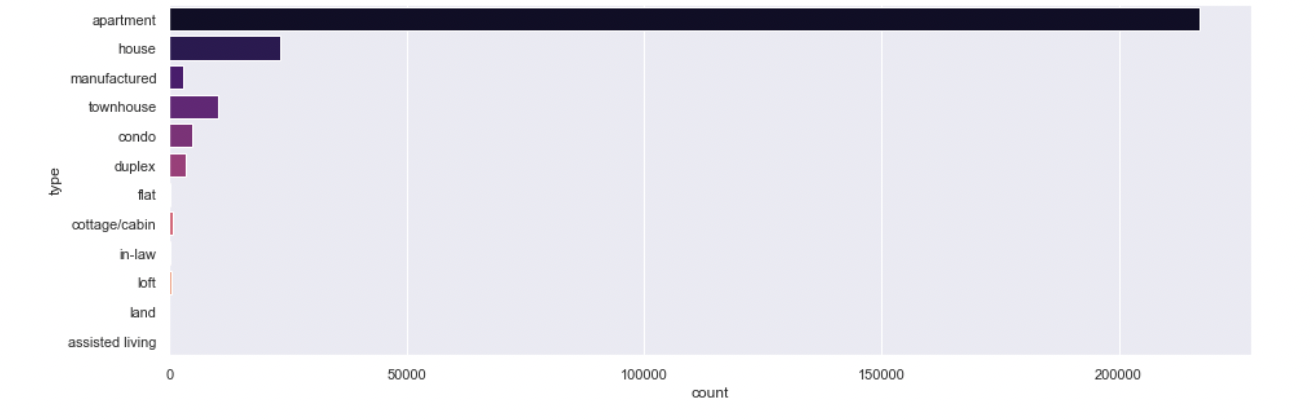 apartment
house
manufactured
townhouse
condo
duplex
flat
cottage/cabin
in-law
loft
land
assisted living
type
0 50000 100000 150000 200000
count